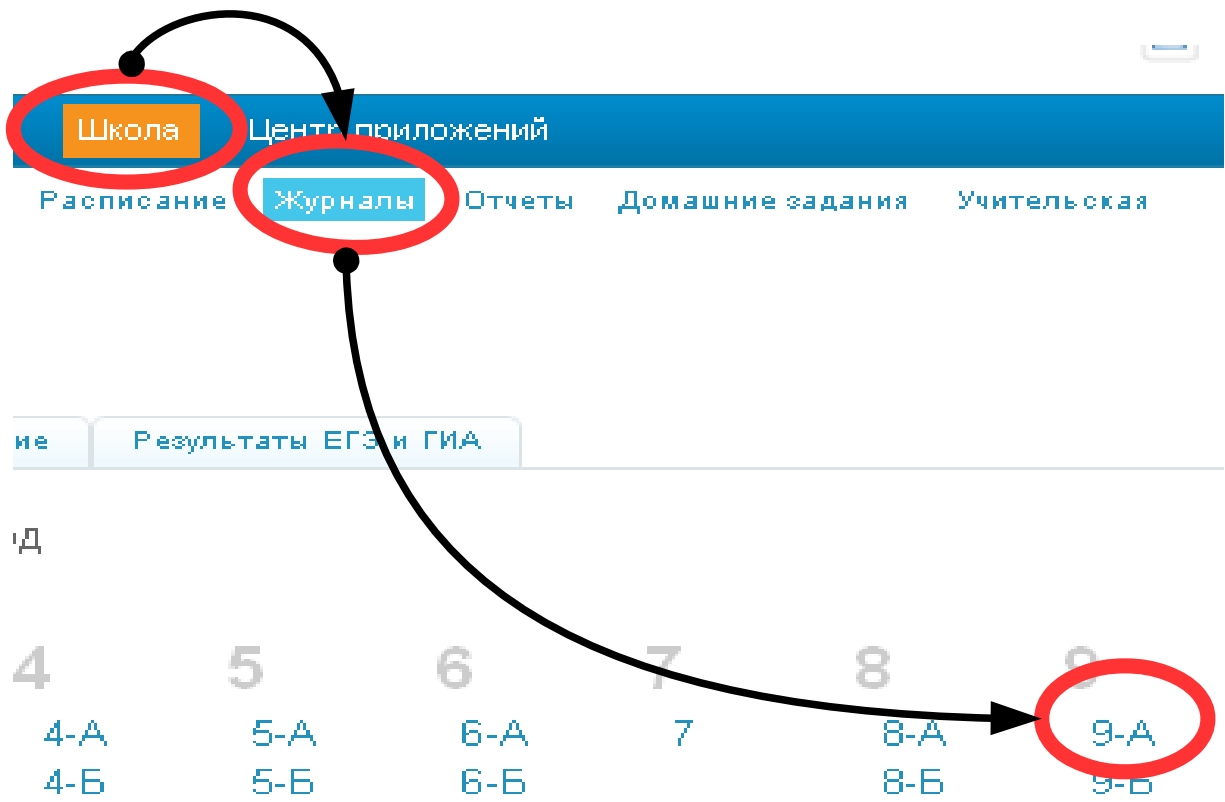 Школа Центр приложений
Расписание Журналы Отчеты Домашние задания Учительская
Результаты ЕГЭ и ГИА
4 5 6 7 8 9
4-А 5-А 6-А 7 8-А 9-А
4-Б 5-Б 6-Б 8-Б 9-Б